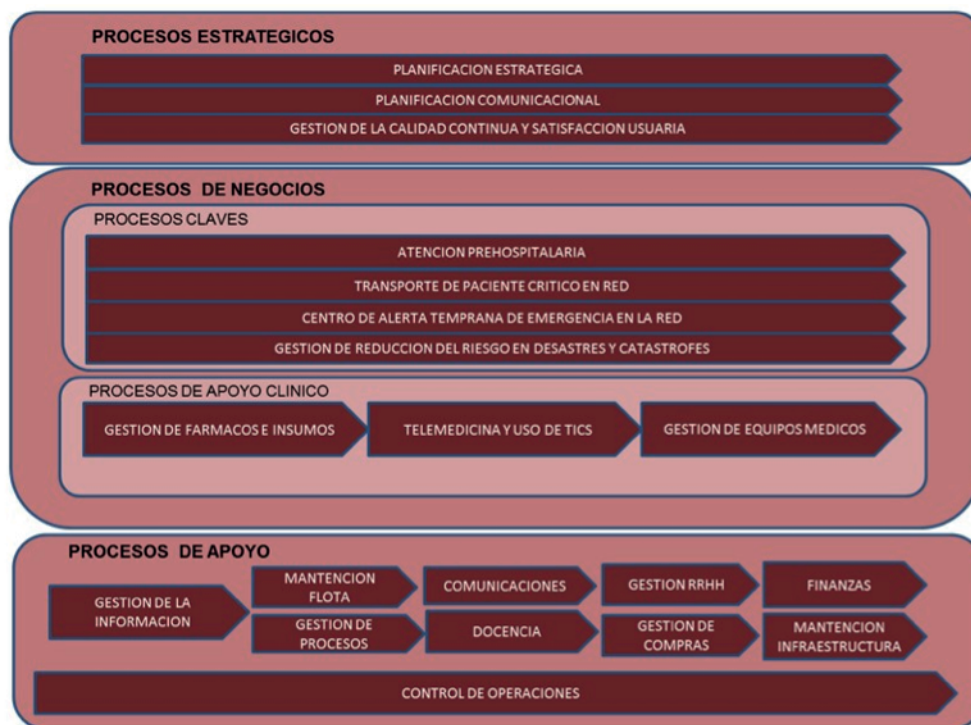 PROCESOS ESTRATEGICOS
PLANIFICACION ESTRATEGICA
PLANIFICACION COMUNICACIONAL
GESTION DE LA CALIDAD CONTINUA Y SATISFACCION USUARIA
PROCESOS DE NEGOCIOS
PROCESOS CLAVES
ATENCION PREHOSPITALARIA
TRANSPORTE DE PACIENTE CRITICO EN RED
CENTRO DE ALERTA TEMPRANA DE EMERGENCIA EN LA RED
GESTION DE REDUCCION DEL RIESGO EN DESASTRES Y CATASTROFES
PROCESOS DE APOYO CLINICO
GESTION DE FARMACOS E INSUMOS
TELEMEDICINA Y USO DE TICS
GESTION DE EQUIPOS MEDICOS
PROCESOS DE APOYO
GESTION DE LA
INFORMACION
MANTENCION
FLOTA
COMUNICACIONES
GESTION RRHH
FINANZAS
GESTION DE
PROCESOS
DOCENCIA
GESTION DE
COMPRAS
MANTENCION
INFRAESTRUCTURA
CONTROL DE OPERACIONES